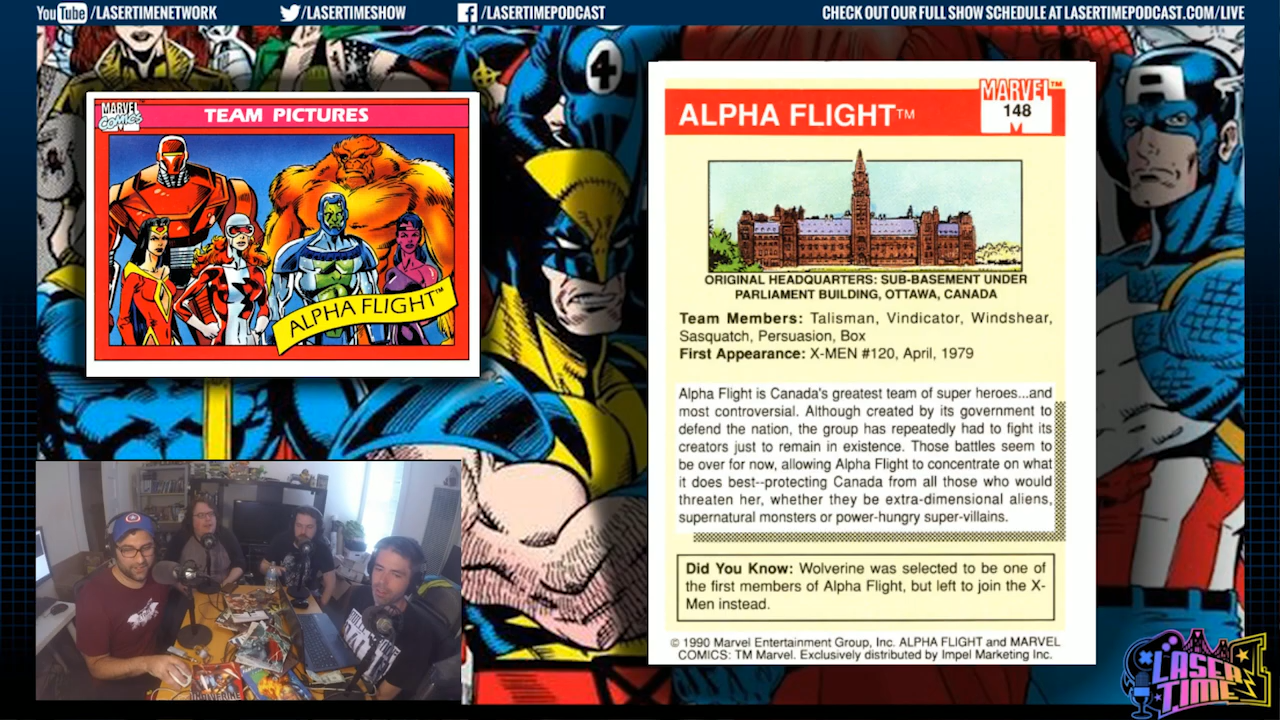 You Tube /LASERTIMENETWORK
/LASERTIMESHOW
/LASERTIMEPODCAST
CHECK OUT OUR FULL SHOW SCHEDULE AT LASERTIMEPODCAST.COM/LIVE
MARVEL COMICS
TEAM PICTURES
ALPHA FLIGHT™
4
A
ALPHA FLIGHT™
MARVEL™
148
ORIGINAL HEADQUARTERS: SUB-BASEMENT UNDER
PARLIAMENT BUILDING, OTTAWA, CANADA
Team Members: Talisman, Vindicator, Windshear,
Sasquatch, Persuasion, Box
First Appearance: X-MEN #120, April, 1979
Alpha Flight is Canada's greatest team of super heroes...and
most controversial. Although created by its government to
defend the nation, the group has repeatedly had to fight its
creators just to remain in existence. Those battles seem to
be over for now, allowing Alpha Flight to concentrate on what
it does best--protecting Canada from all those who would
threaten her, whether they be extra-dimensional aliens,
supernatural monsters or power-hungry super-villains.
Did You Know: Wolverine was selected to be one of
the first members of Alpha Flight, but left to join the X-
Men instead.
© 1990 Marvel Entertainment Group, Inc. ALPHA FLIGHT and MARVEL
COMICS: TM Marvel. Exclusively distributed by Impel Marketing Inc.
WOLVERINE
LASER
TIME